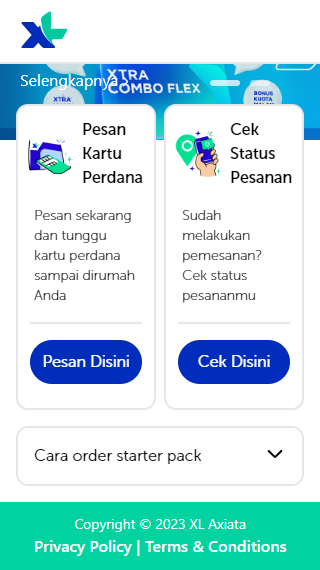 XL
Selengkapnya >
XTRA
COMBO FLEX
XTRA
BONUS
KUOTA
Pesan
Kartu
Perdana
Pesan sekarang
dan tunggu
kartu perdana
sampai dirumah
Anda
Pesan Disini
Cek
Status
Pesanan
Sudah
melakukan
pemesanan?
Cek status
pesananmu
Cek Disini
Cara order starter pack
Copyright © 2023 XL Axiata
Privacy Policy | Terms & Conditions